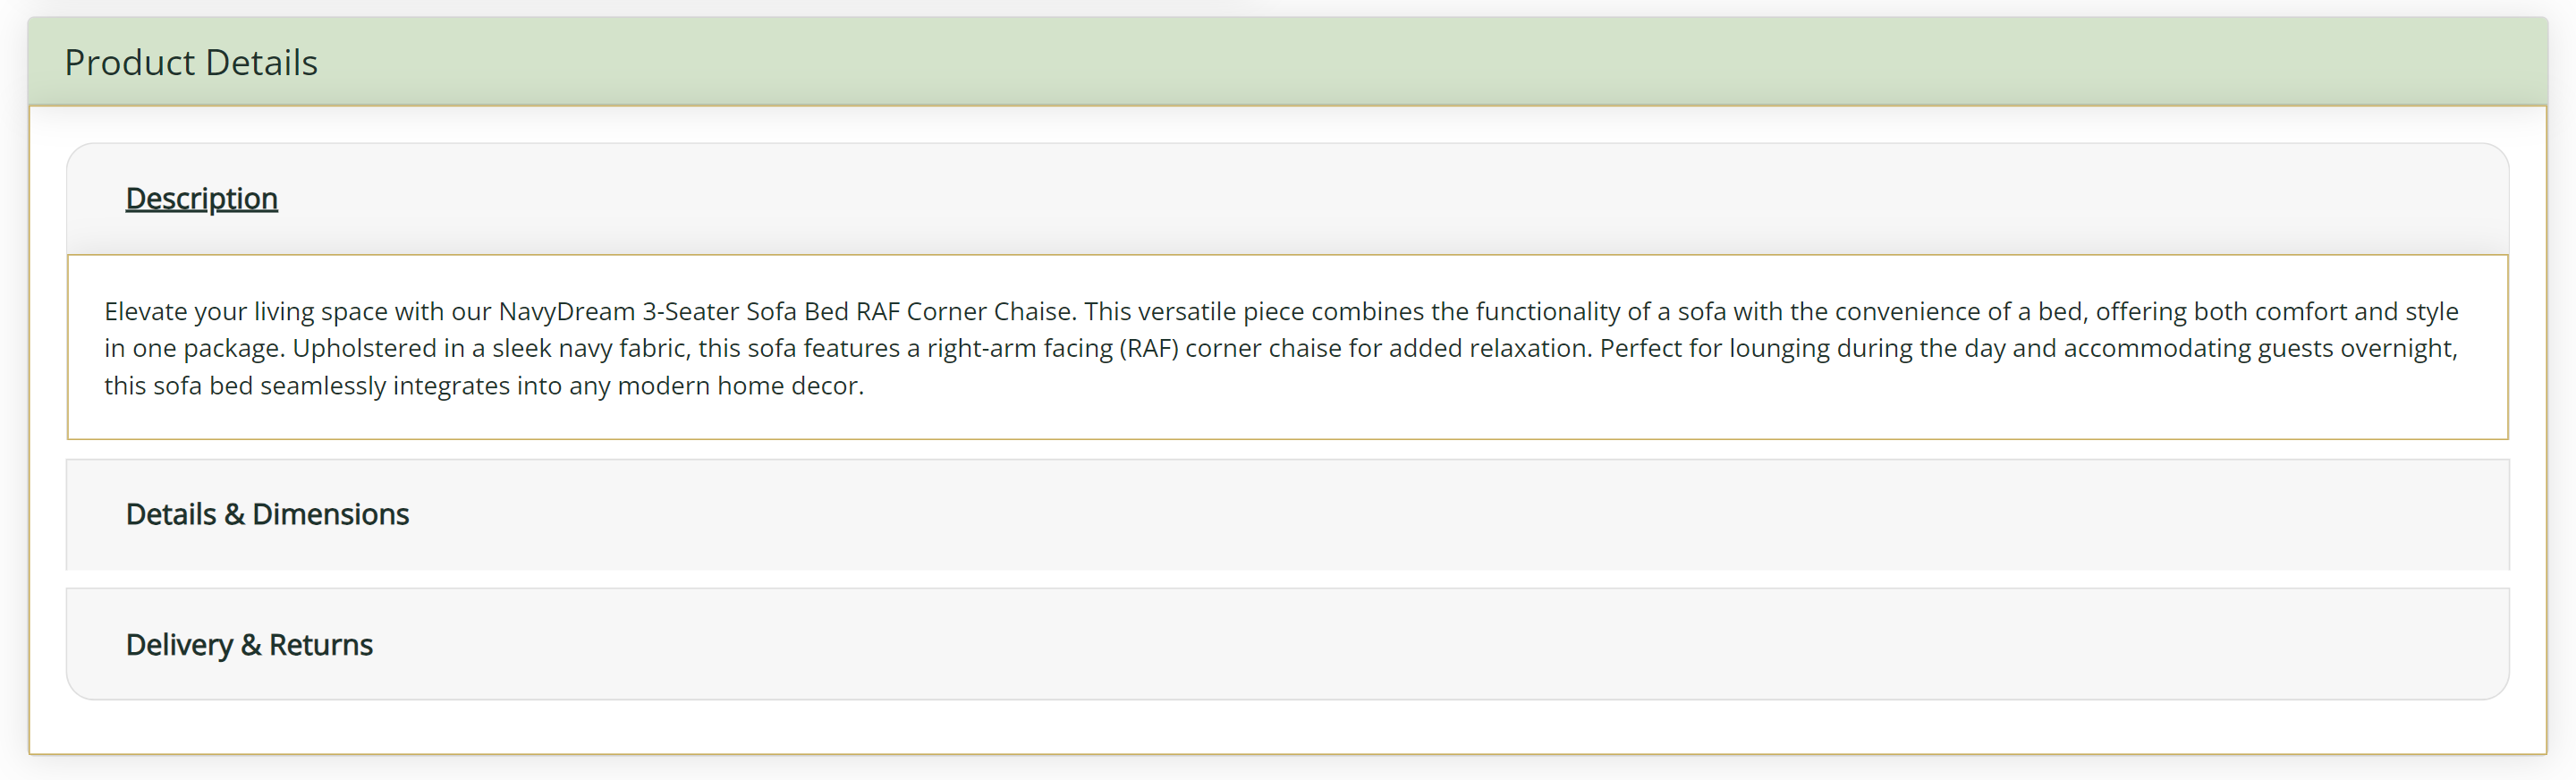 Product Details
Description
Elevate your living space with our NavyDream 3-Seater Sofa Bed RAF Corner Chaise. This versatile piece combines the functionality of a sofa with the convenience of a bed, offering both comfort and style
in one package. Upholstered in a sleek navy fabric, this sofa features a right-arm facing (RAF) corner chaise for added relaxation. Perfect for lounging during the day and accommodating guests overnight,
this sofa bed seamlessly integrates into any modern home decor.
Details & Dimensions
Delivery & Returns